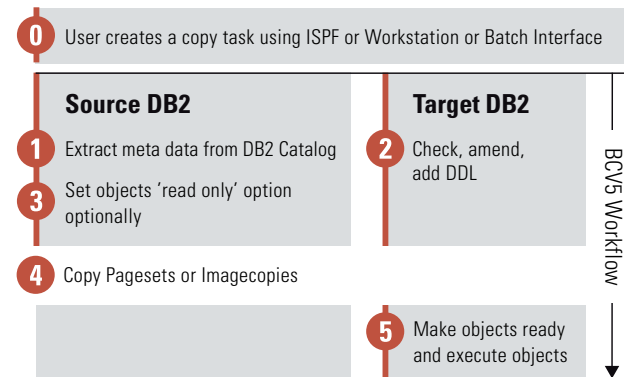 0 User creates a copy task using ISPF or Workstation or Batch Interface
Source DB2
1 Extract meta data from DB2 Catalog
3 Set objects 'read only' option
optionally
Target DB2
2 Check, amend,
add DDL
4 Copy Pagesets or Imagecopies
5 Make objects ready
and execute objects
BCV5 Workflow